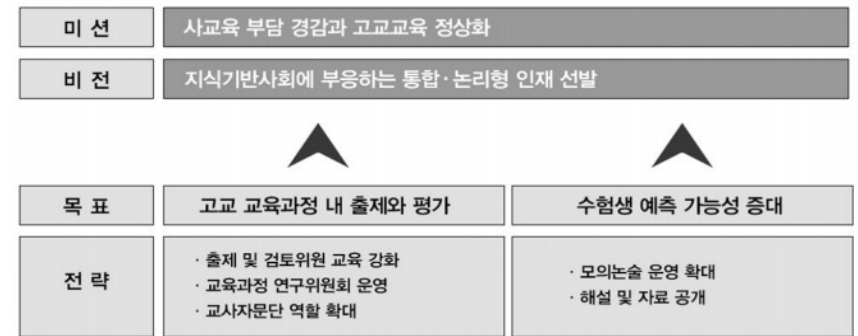 미 션
사교육 부담 경감과 고교교육 정상화
비 전
지식기반사회에 부응하는 통합·논리형 인재 선발
목 표
고교 교육과정 내 출제와 평가
수험생 예측 가능성 증대
전 략
· 출제 및 검토위원 교육 강화
· 교육과정 연구위원회 운영
· 교사자문단 역할 확대
· 모의논술 운영 확대
· 해설 및 자료 공개